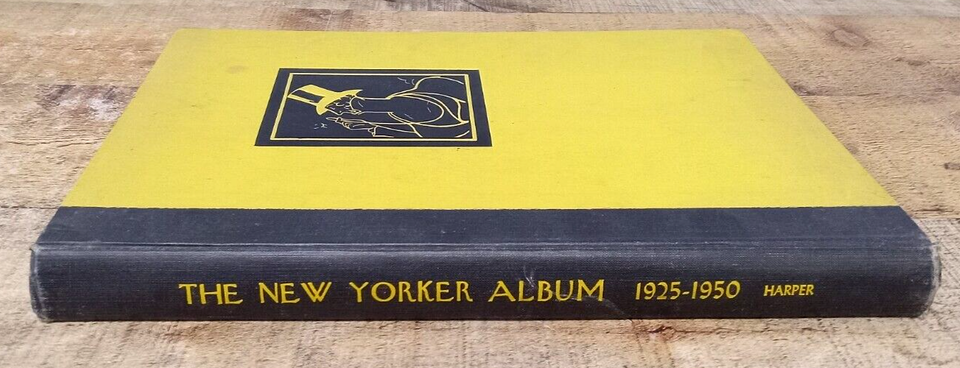 THE NEW YORKER ALBUM 1925-1950 HARPER